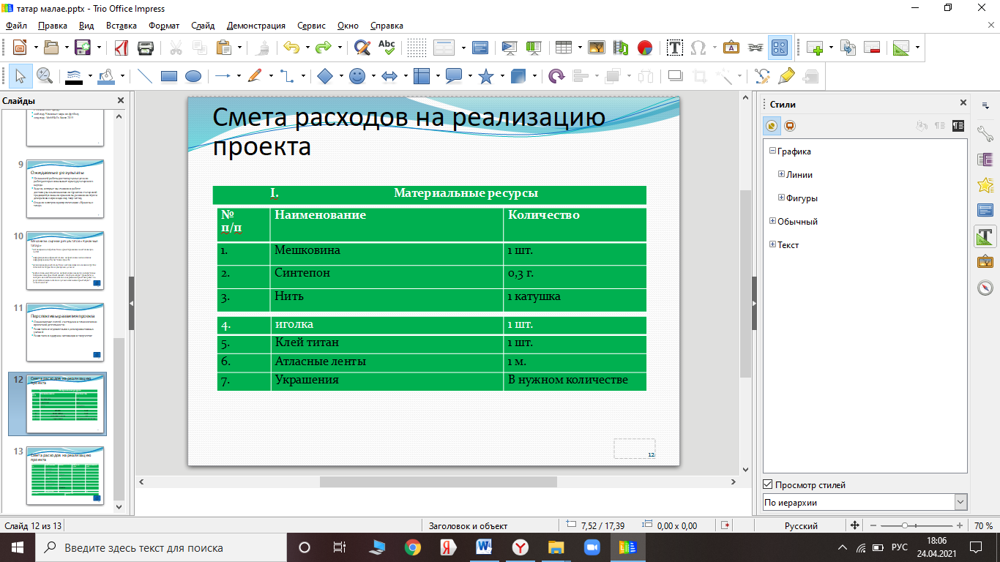 татар малае.pptx - Trio Office Impress
Файл Правка Вид Вставка Формат Слайд Демонстрация Сервис Окно Справка
Слайды
9
Ожидаемые результаты
10
11
Перспективы развития проекта
12
Смета расходов на реализацию
проекта
13
Смета расходов на реализацию
проекта
Смета расходов на реализацию
проекта
I. Материальные ресурсы
№ Наименование Количество
п/п
1. Мешковина 1 шт.
2. Синтепон 0,3 г.
3. Нить 1 катушка
4. иголка 1 шт.
5. Клей титан 1 шт.
6. Атласные ленты 1 м.
7. Украшения В нужном количестве
12
Стили
Графика
Линии
Фигуры
Обычный
Текст
Просмотр стилей
По иерархии
Слайд 12 из 13 Заголовок и объект 7,52 / 17,39 0,00 x 0,00 Русский 70 %
Введите здесь текст для поиска
РУС
18:06
24.04.2021